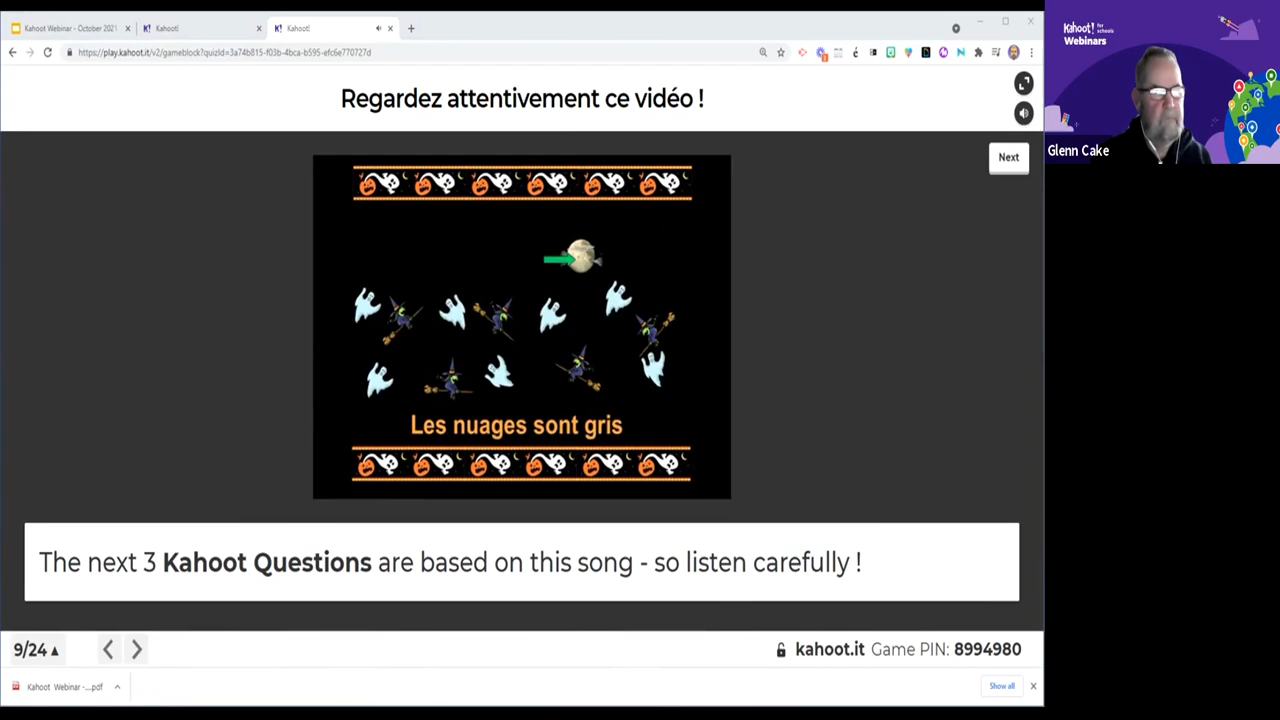 Kahoot Webinar - October 2021
Kahoot!
Kahoot!
https://play.kahoot.it/v2/gameblock?quizId=3a74b815-f03b-4bca-b595-efc6e770727d
Regardez attentivement ce vidéo !
Next
Les nuages sont gris
The next 3 Kahoot Questions are based on this song - so listen carefully !
9/24
kahoot.it Game PIN: 8994980
Kahoot Webinar -....pdf
Show all
Kahoot! for schools
Webinars
Glenn Cake